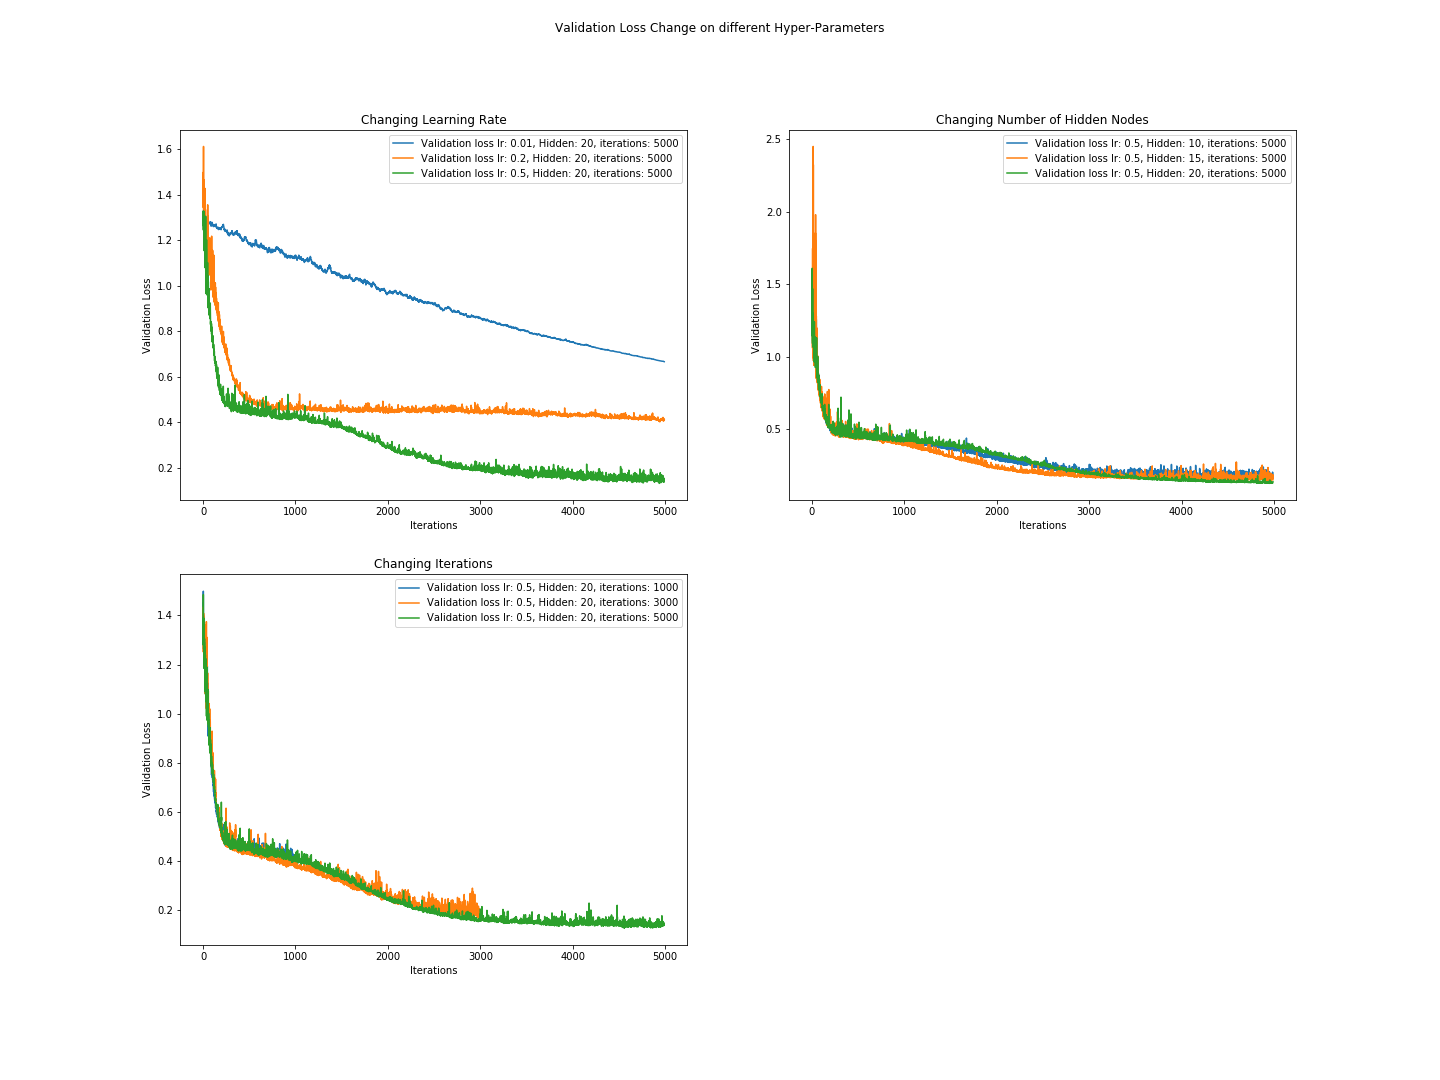 Validation Loss Change on different Hyper-Parameters
Changing Learning Rate
Validation loss lr: 0.01, Hidden: 20, iterations: 5000
Validation loss lr: 0.2, Hidden: 20, iterations: 5000
Validation loss lr: 0.5, Hidden: 20, iterations: 5000
1.6
1.4
1.2
1.0
0.8
0.6
0.4
0.2
Validation Loss
0 1000 2000 3000 4000 5000
Iterations
Changing Number of Hidden Nodes
Validation loss lr: 0.5, Hidden: 10, iterations: 5000
Validation loss lr: 0.5, Hidden: 15, iterations: 5000
Validation loss lr: 0.5, Hidden: 20, iterations: 5000
2.5
2.0
1.5
1.0
0.5
Validation Loss
0 1000 2000 3000 4000 5000
Iterations
Changing Iterations
Validation loss lr: 0.5, Hidden: 20, iterations: 1000
Validation loss lr: 0.5, Hidden: 20, iterations: 3000
Validation loss lr: 0.5, Hidden: 20, iterations: 5000
1.4
1.2
1.0
0.8
0.6
0.4
0.2
Validation Loss
0 1000 2000 3000 4000 5000
Iterations